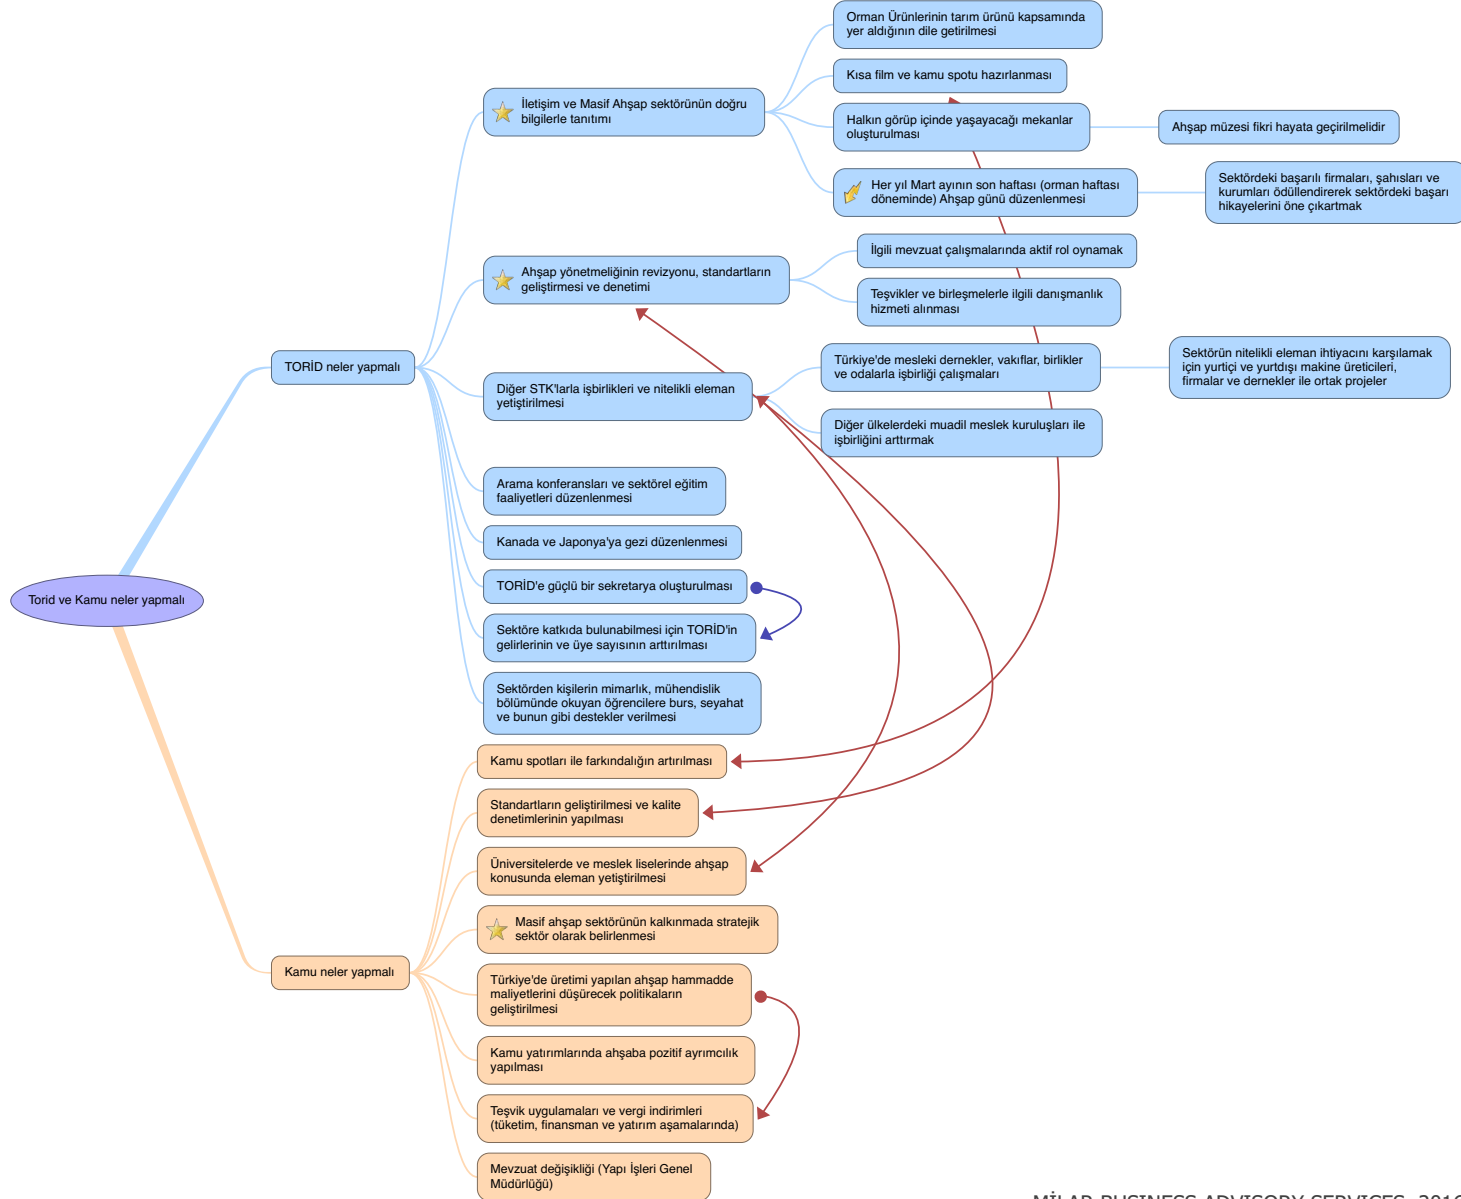 Torid ve Kamu neler yapmalı
TORİD neler yapmalı
İletişim ve Masif Ahşap sektörünün doğru
bilgilerle tanıtımı
Orman Ürünlerinin tarım ürünü kapsamında
yer aldığının dile getirilmesi
Kısa film ve kamu spotu hazırlanması
Halkın görüp içinde yaşayacağı mekanlar
oluşturulması
Ahşap müzesi fikri hayata geçirilmelidir
Her yıl Mart ayının son haftası (orman haftası
döneminde) Ahşap günü düzenlenmesi
Sektördeki başarılı firmaları, şahısları ve
kurumları ödüllendirerek sektördeki başarı
hikayelerini öne çıkartmak
Ahşap yönetmeliğinin revizyonu, standartların
geliştirmesi ve denetimi
İlgili mevzuat çalışmalarında aktif rol oynamak
Teşvikler ve birleşmelerle ilgili danışmanlık
hizmeti alınması
Diğer STK'larla işbirlikleri ve nitelikli eleman
yetiştirilmesi
Türkiye'de mesleki dernekler, vakıflar, birlikler
ve odalarla işbirliği çalışmaları
Sektörün nitelikli eleman ihtiyacını karşılamak
için yurtiçi ve yurtdışı makine üreticileri,
firmalar ve dernekler ile ortak projeler
Diğer ülkelerdeki muadil meslek kuruluşları ile
işbirliğini arttırmak
Arama konferansları ve sektörel eğitim
faaliyetleri düzenlenmesi
Kanada ve Japonya'ya gezi düzenlenmesi
TORİD'e güçlü bir sekretarya oluşturulması
Sektöre katkıda bulunabilmesi için TORİD'in
gelirlerinin ve üye sayısının arttırılması
Sektörden kişilerin mimarlık, mühendislik
bölümünde okuyan öğrencilere burs, seyahat
ve bunun gibi destekler verilmesi
Kamu neler yapmalı
Kamu spotları ile farkındalığın artırılması
Standartların geliştirilmesi ve kalite
denetimlerinin yapılması
Üniversitelerde ve meslek liselerinde ahşap
konusunda eleman yetiştirilmesi
Masif ahşap sektörünün kalkınmada stratejik
sektör olarak belirlenmesi
Türkiye'de üretimi yapılan ahşap hammadde
maliyetlerini düşürecek politikaların
geliştirilmesi
Kamu yatırımlarında ahşaba pozitif ayrımcılık
yapılması
Teşvik uygulamaları ve vergi indirimleri
(tüketim, finansman ve yatırım aşamalarında)
Mevzuat değişikliği (Yapı İşleri Genel
Müdürlüğü)
MİLAR BUSINESS ADVISORY SERVICES, 2016